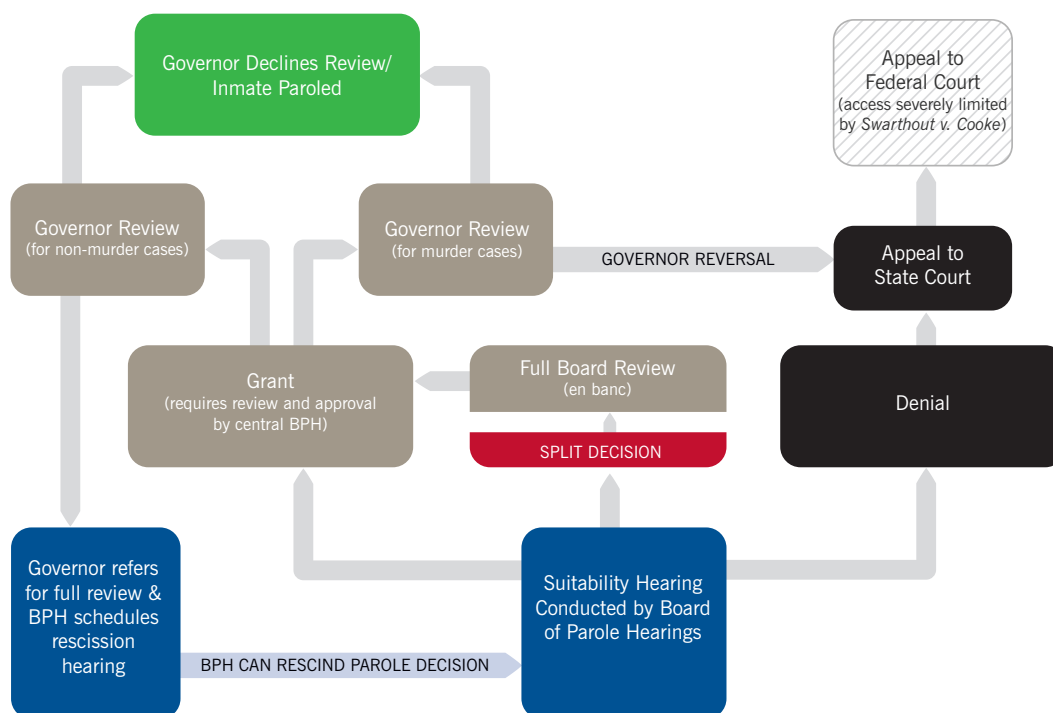 Governor Declines Review/
Inmate Paroled
Appeal to
Federal Court
(access severely limited
by Swarthout v. Cooke)
Governor Review
(for non-murder cases)
Governor Review
(for murder cases)
GOVERNOR REVERSAL
Appeal to
State Court
Grant
(requires review and approval
by central BPH)
Full Board Review
(en banc)
SPLIT DECISION
Denial
Governor refers
for full review &
BPH schedules
rescission
hearing
BPH CAN RESCIND PAROLE DECISION
Suitability Hearing
Conducted by Board
of Parole Hearings